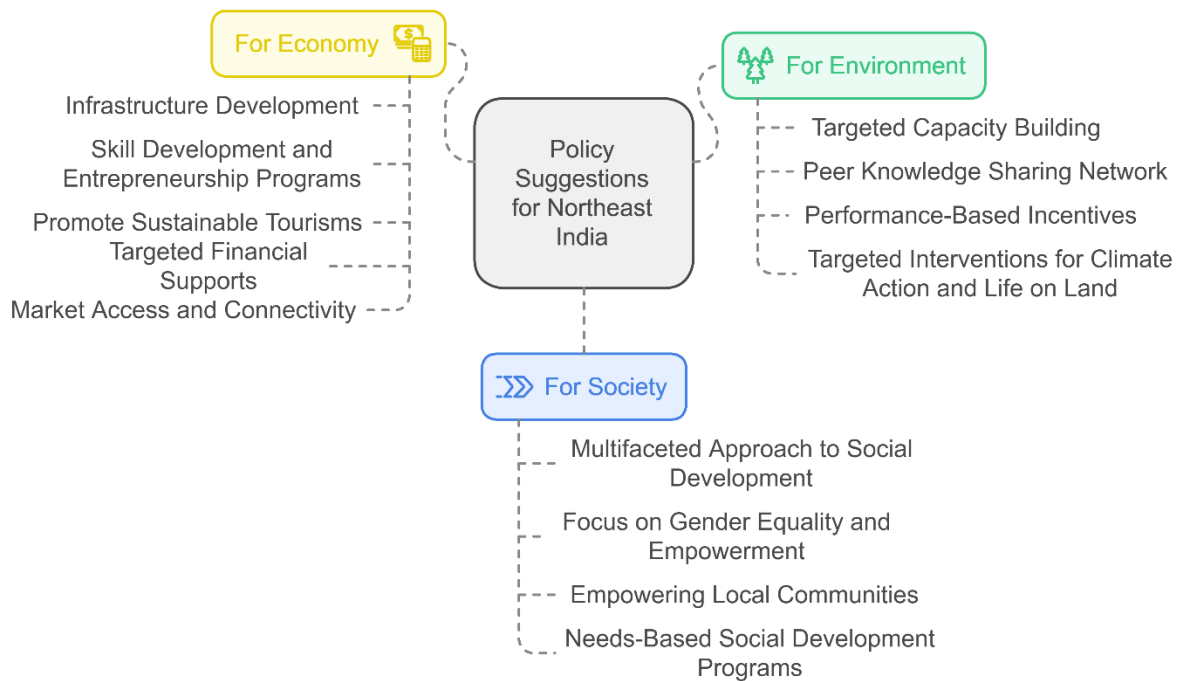 For Economy
Infrastructure Development
Skill Development and
Entrepreneurship Programs
Promote Sustainable Tourisms
Targeted Financial
Supports
Market Access and Connectivity
Policy
Suggestions
for Northeast
India
For Environment
Targeted Capacity Building
Peer Knowledge Sharing Network
Performance-Based Incentives
Targeted Interventions for Climate
Action and Life on Land
For Society
Multifaceted Approach to Social
Development
Focus on Gender Equality and
Empowerment
Empowering Local Communities
Needs-Based Social Development
Programs